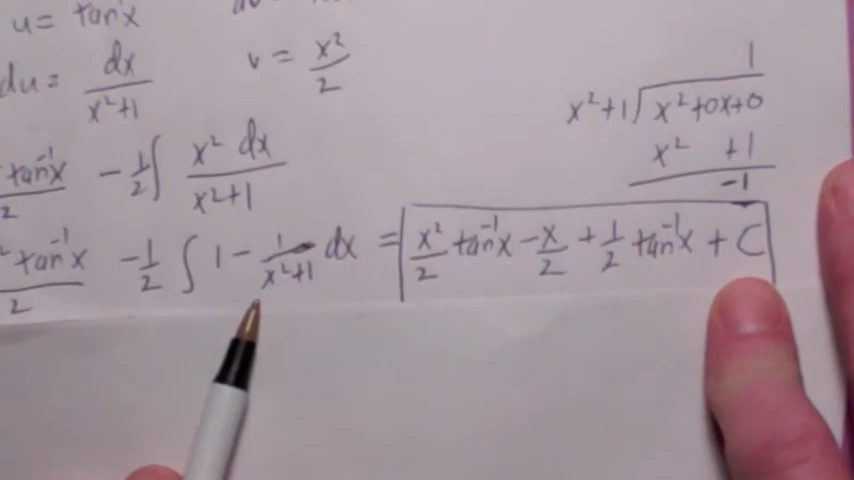 u = tan⁻¹x
du = dx/(x²+1)
v = x²/2
1
x²+1 x²+0x+0
x² +1
-1
tan⁻¹x/2 - 1/2 ∫ x² dx/(x²+1)
² tan⁻¹x/2 - 1/2 ∫ 1 - 1/(x²+1) dx = x²/2 tan⁻¹x - x/2 + 1/2 tan⁻¹x + C